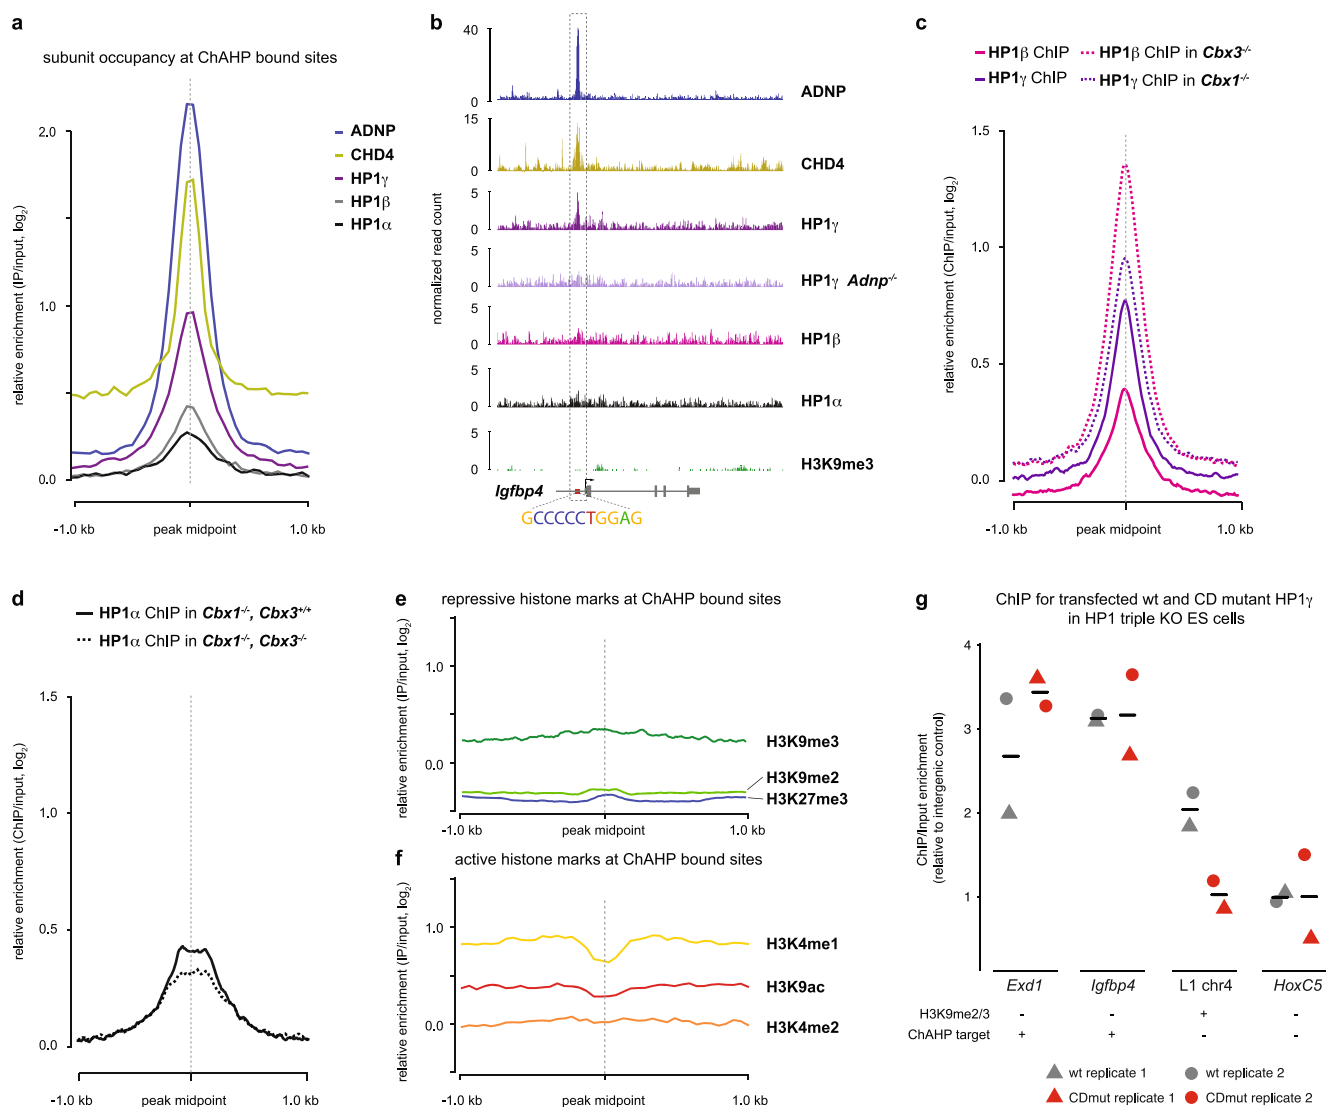 a
subunit occupancy at ChAHP bound sites
relative enrichment (IP/input, log₂)
2.0
1.0
0.0
ADNP
CHD4
HP1γ
HP1β
HP1α
-1.0 kb
peak midpoint
1.0 kb
b
normalized read count
40
0
ADNP
15
0
CHD4
5
0
HP1γ
5
0
HP1γ Adnp-/-
5
0
HP1β
5
0
HP1α
5
0
H3K9me3
Igfbp4
GCCCCCTGGAG
c
HP1β ChIP
HP1β ChIP in Cbx3-/-
HP1γ ChIP
HP1γ ChIP in Cbx1-/-
relative enrichment (ChIP/input, log₂)
1.5
1.0
0.5
0.0
-1.0 kb
peak midpoint
1.0 kb
d
HP1α ChIP in Cbx1-/-, Cbx3+/+
HP1α ChIP in Cbx1-/-, Cbx3-/-
relative enrichment (ChIP/input, log₂)
1.5
1.0
0.5
0.0
-1.0 kb
peak midpoint
1.0 kb
e
repressive histone marks at ChAHP bound sites
relative enrichment (IP/input, log₂)
1.0
0.0
H3K9me3
H3K9me2
H3K27me3
-1.0 kb
peak midpoint
1.0 kb
f
active histone marks at ChAHP bound sites
relative enrichment (IP/input, log₂)
1.0
0.0
H3K4me1
H3K9ac
H3K4me2
-1.0 kb
peak midpoint
1.0 kb
g
ChIP for transfected wt and CD mutant HP1γ
in HP1 triple KO ES cells
ChIP/Input enrichment
(relative to intergenic control)
4
3
2
1
Exd1
Igfbp4
L1 chr4
HoxC5
H3K9me2/3 - - + -
ChAHP target + + - -
wt replicate 1
wt replicate 2
CDmut replicate 1
CDmut replicate 2